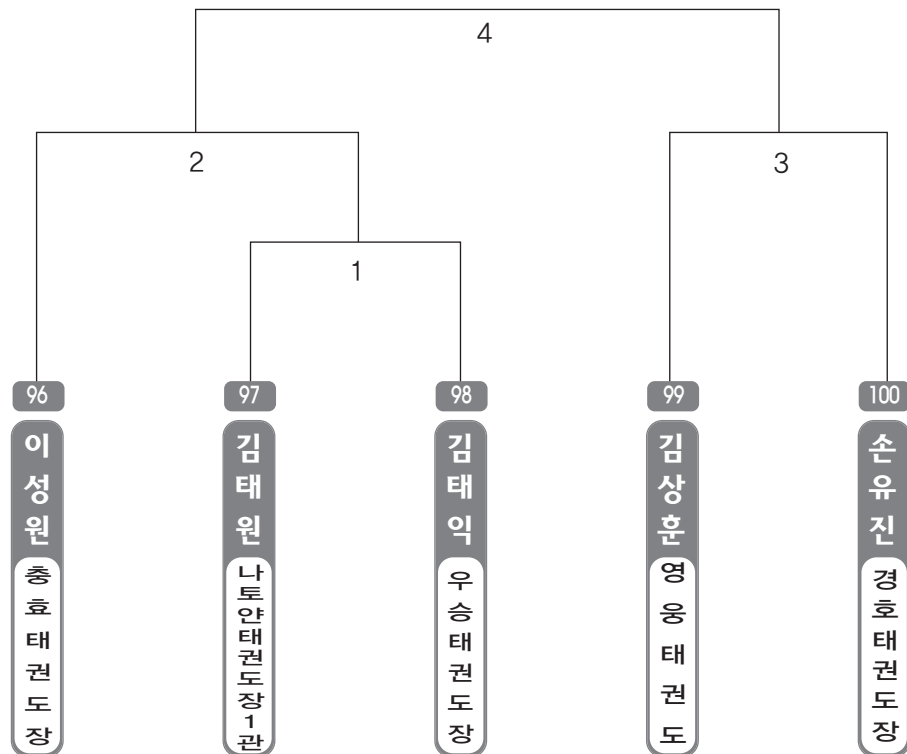 4
2
3
1
96
97
98
99
100
이성원
김태원
김태익
김상훈
손유진
충효태권도장
나토얀태권도장1관
우승태권도장
영웅태권도
경호태권도장